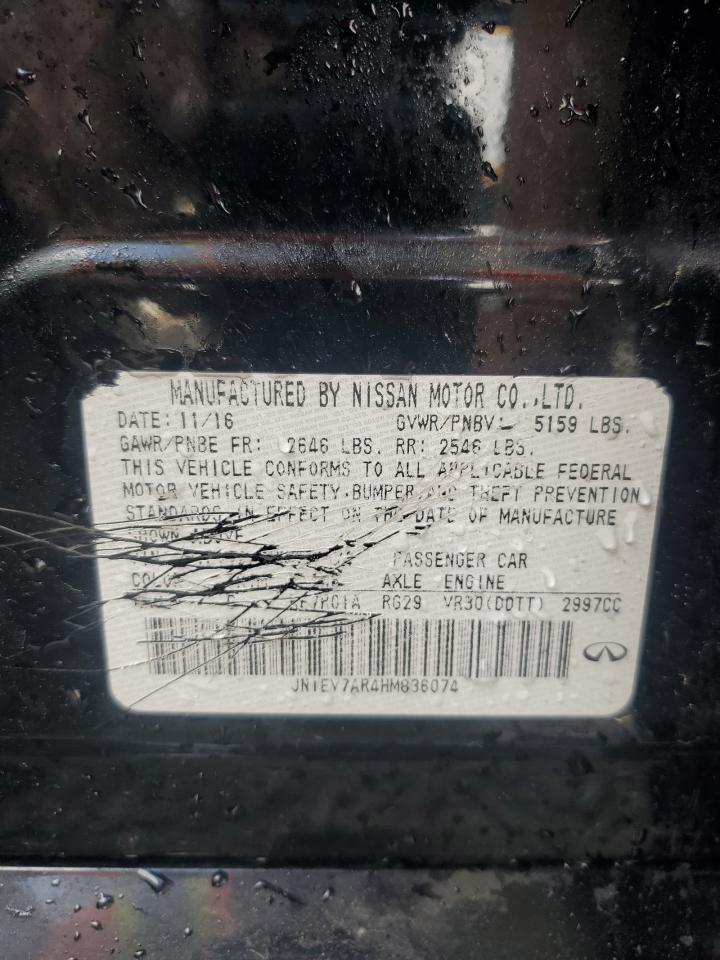 MANUFACTURED BY NISSAN MOTOR CO.,LTD.
DATE: 11/16 GVWR/PNBV: 5159 LBS.
GAWR/PNBE FR: 2646 LBS. RR: 2546 LBS.
THIS VEHICLE CONFORMS TO ALL APPLICABLE FEDERAL
MOTOR VEHICLE SAFETY,BUMPER,AND THEFT PREVENTION
STANDARDS IN EFFECT ON THE DATE OF MANUFACTURE
SHOWN ABOVE
PASSENGER CAR
AXLE ENGINE
RG29 VR30(DDTT) 2997CC
JN1EV7AR4HM836074